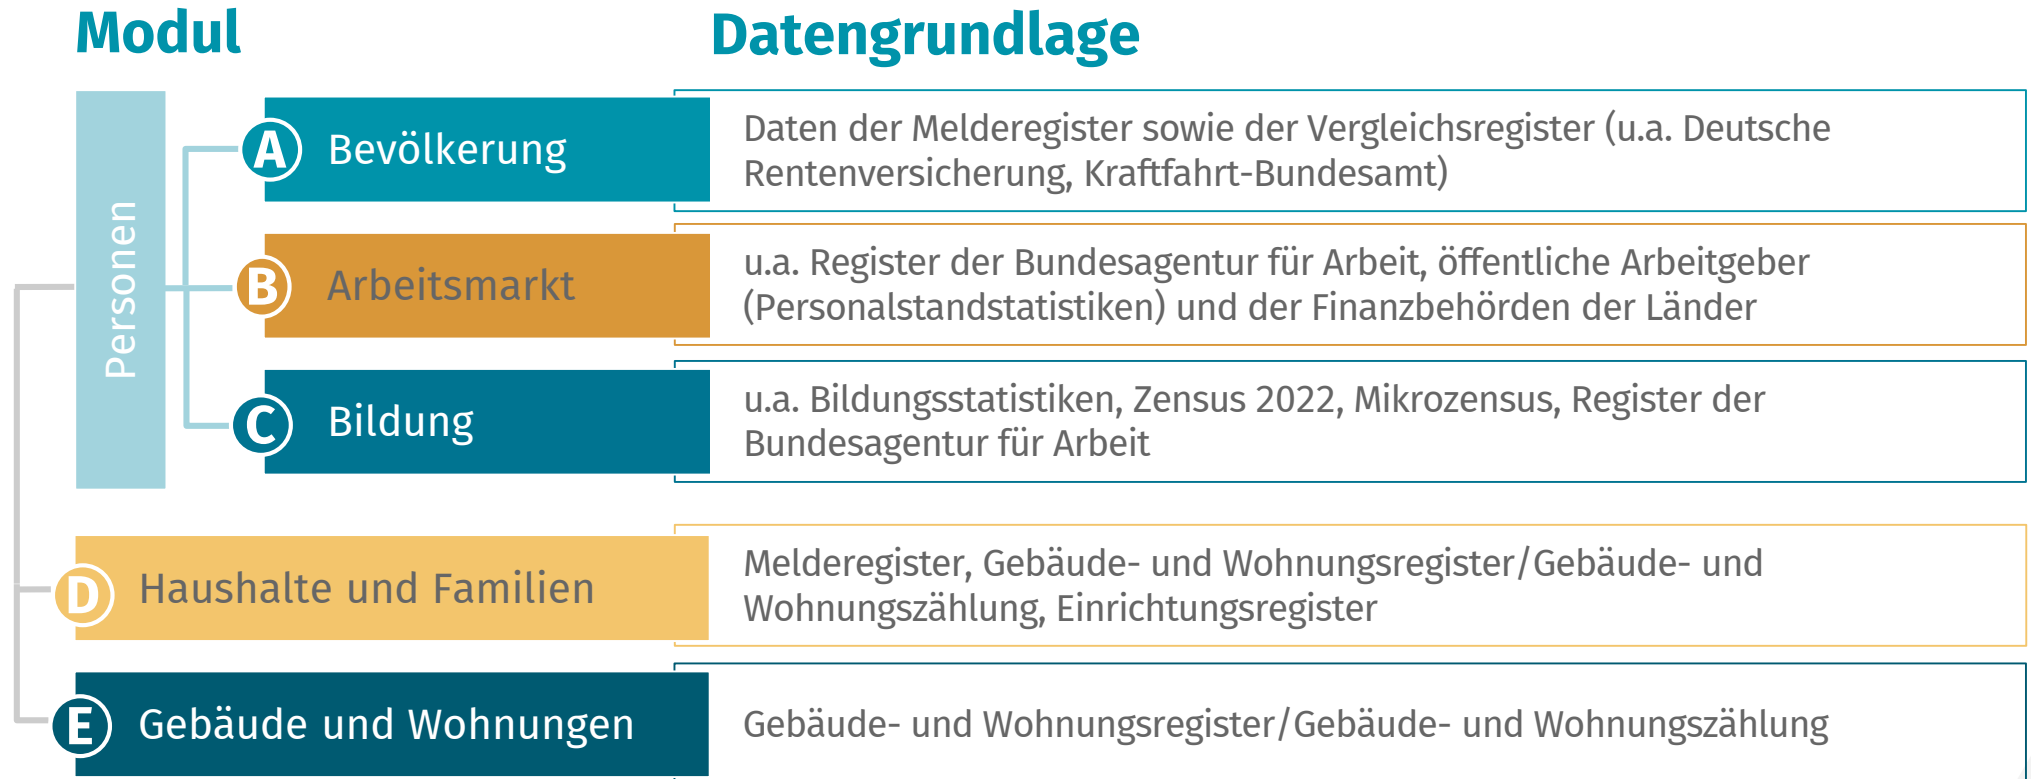 Modul
Datengrundlage
Personen
A
Bevölkerung
Daten der Melderegister sowie der Vergleichsregister (u.a. Deutsche
Rentenversicherung, Kraftfahrt-Bundesamt)
B
Arbeitsmarkt
u.a. Register der Bundesagentur für Arbeit, öffentliche Arbeitgeber
(Personalstandstatistiken) und der Finanzbehörden der Länder
C
Bildung
u.a. Bildungsstatistiken, Zensus 2022, Mikrozensus, Register der
Bundesagentur für Arbeit
D
Haushalte und Familien
Melderegister, Gebäude- und Wohnungsregister/Gebäude- und
Wohnungszählung, Einrichtungsregister
E
Gebäude und Wohnungen
Gebäude- und Wohnungsregister/Gebäude- und Wohnungszählung